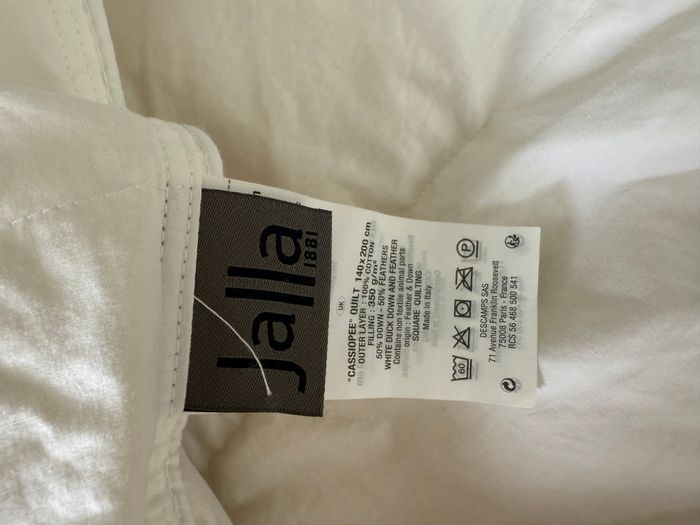 Jalla
1881
UK
"CASSIOPEE" QUILT 140x200 cm
OUTER LAYER : 100% COTTON
FILLING : 350 g/m²
50% DOWN - 50% FEATHERS
WHITE DUCK DOWN AND FEATHER
Contains non textile animal parts
origin : Feather & Down
SQUARE QUILTING
Made in Italy
60
P
DESCAMPS SAS
71 Avenue Franklin Roosevelt
75008 Paris - France
RCS 56 468 500 541